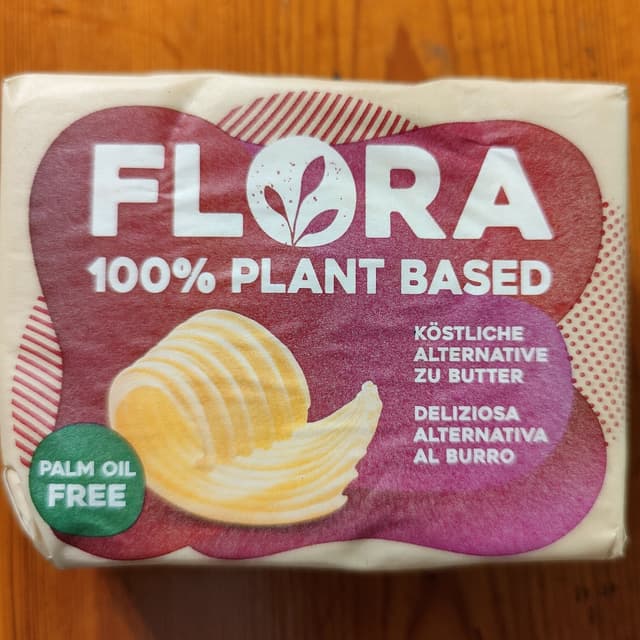 FLORA
100% PLANT BASED
KÖSTLICHE
ALTERNATIVE
ZU BUTTER
DELIZIOSA
ALTERNATIVA
AL BURRO
PALM OIL
FREE